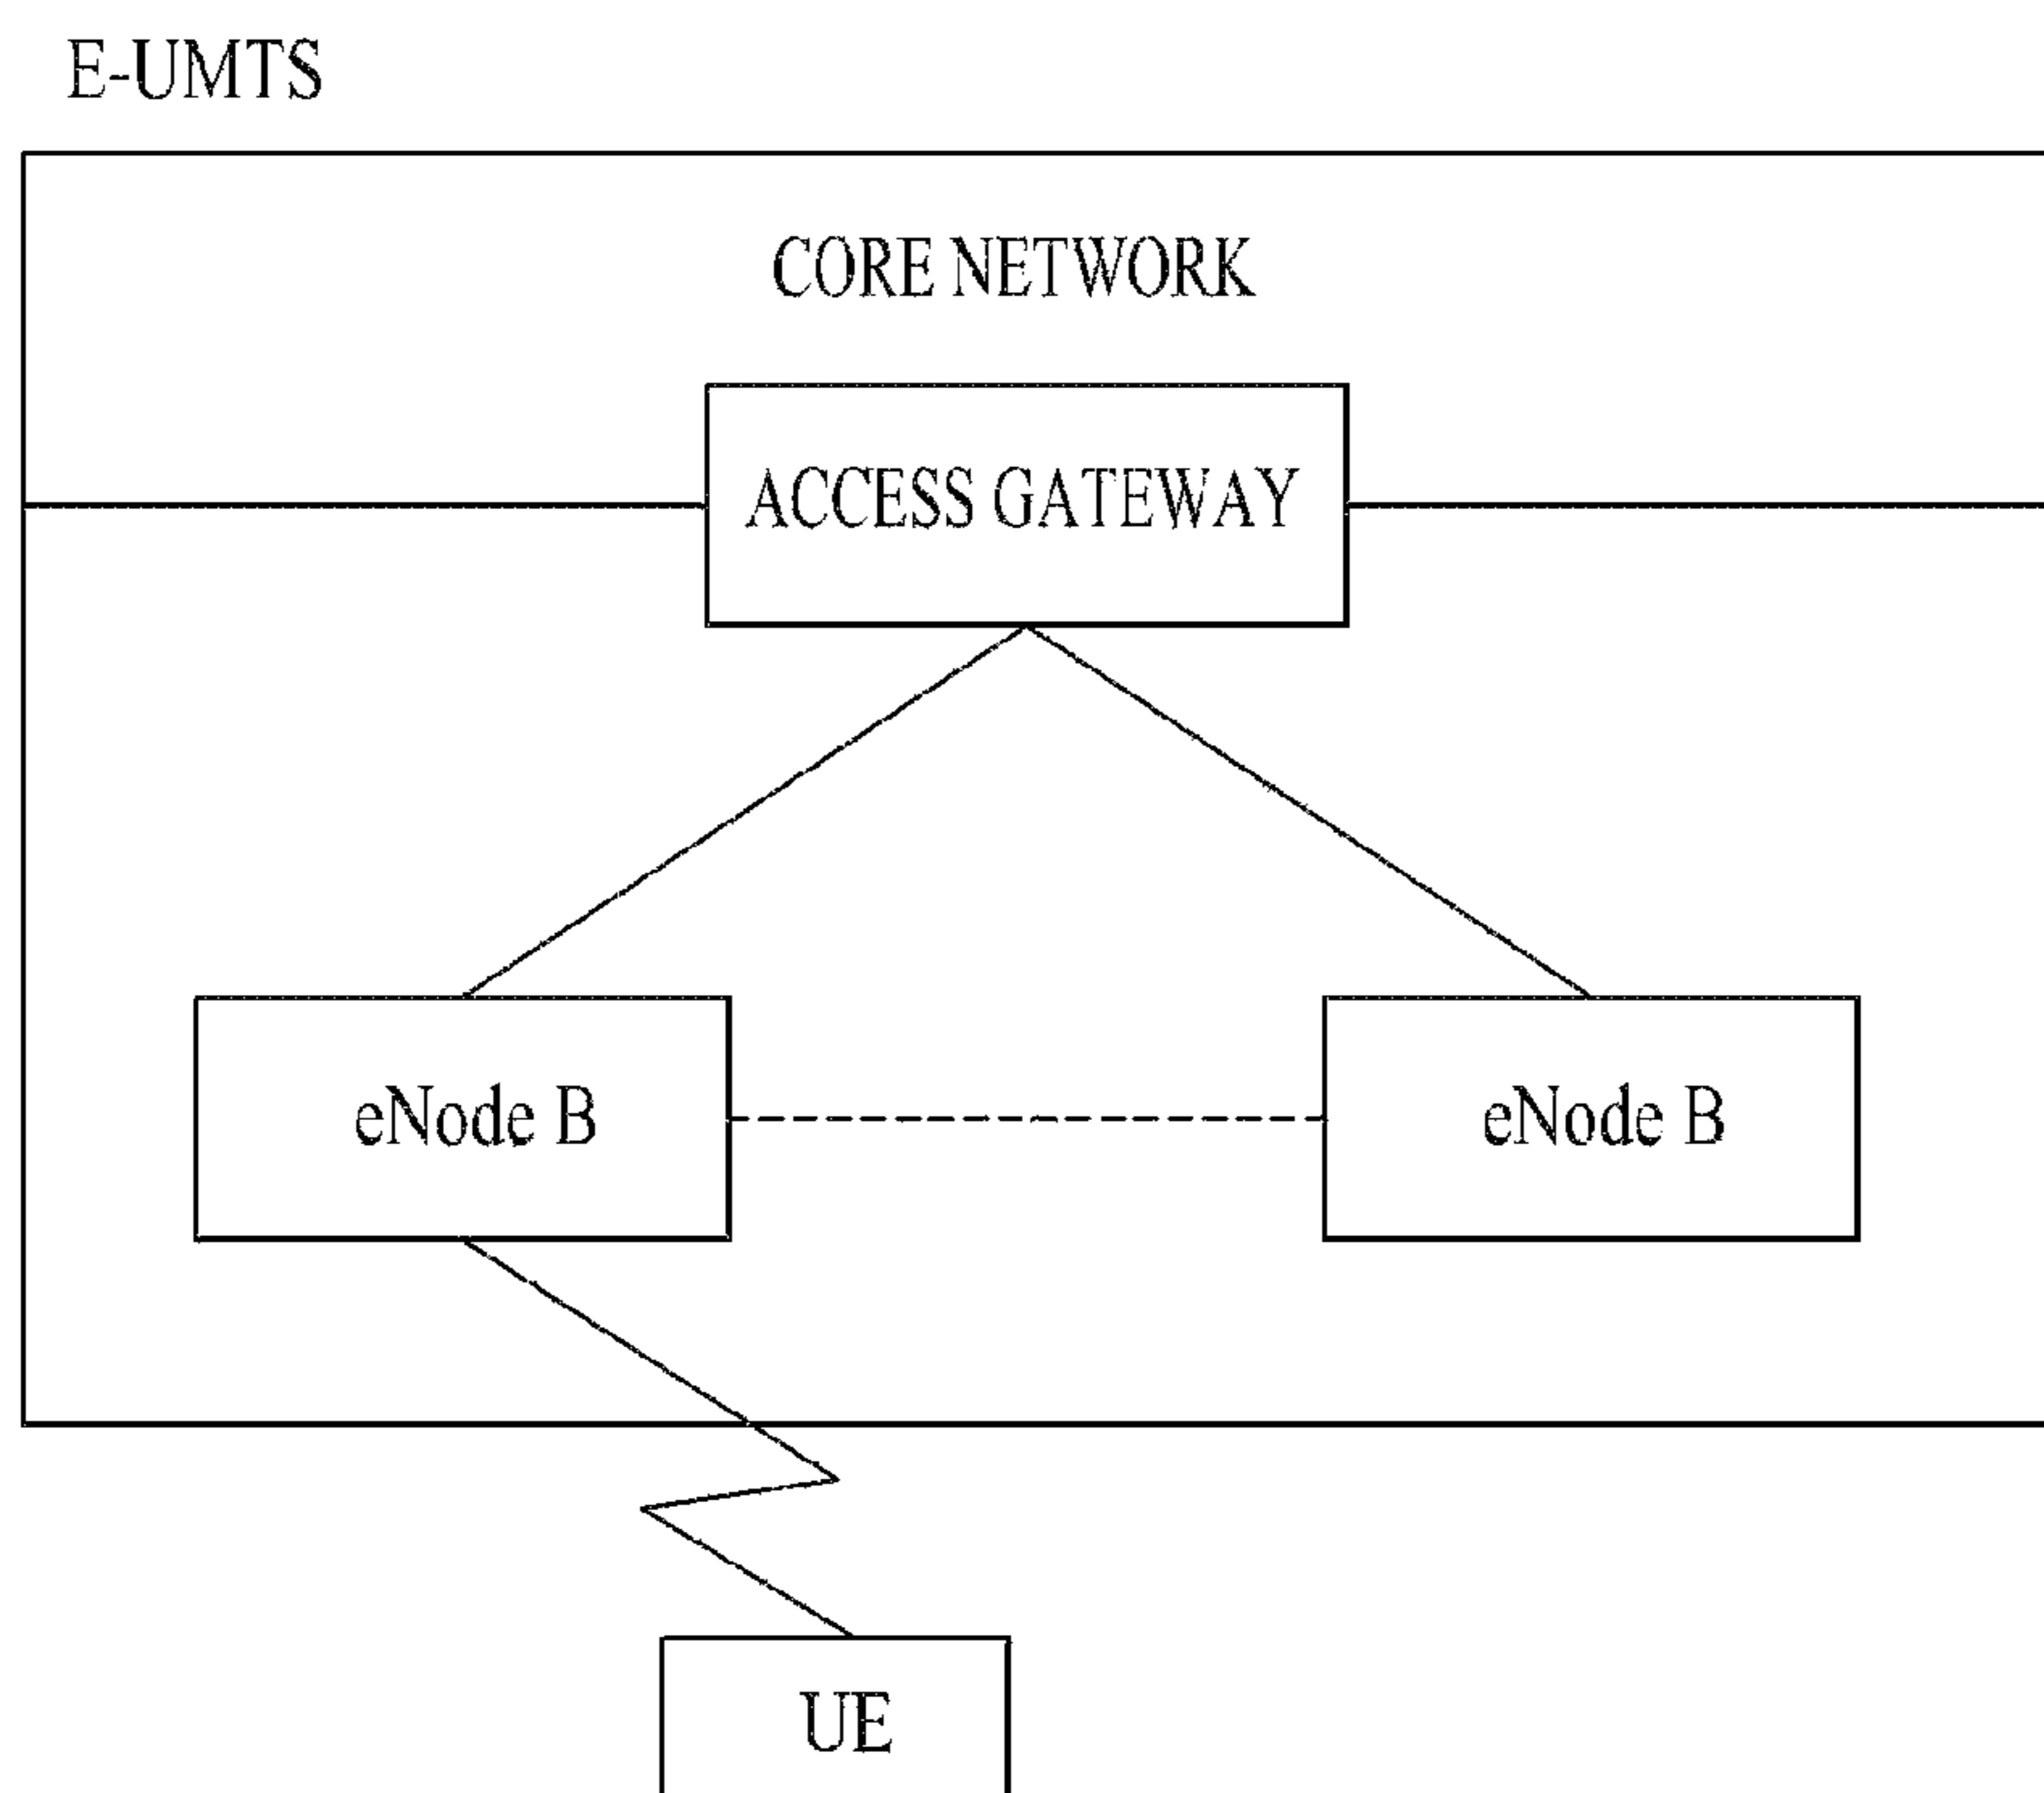 E-UMTS
CORE NETWORK
ACCESS GATEWAY
eNode B
eNode B
UE